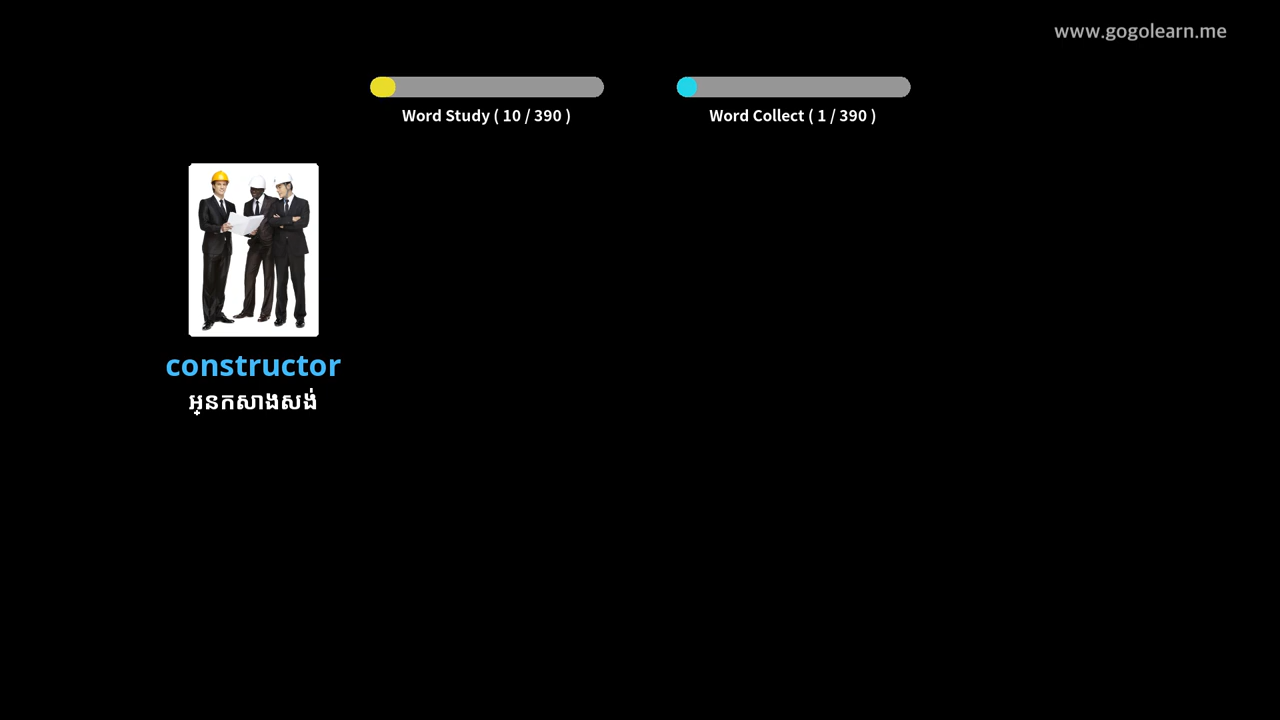 www.gogolearn.me
Word Study ( 10 / 390 )
Word Collect ( 1 / 390 )
constructor
អ្នកសាងសង់